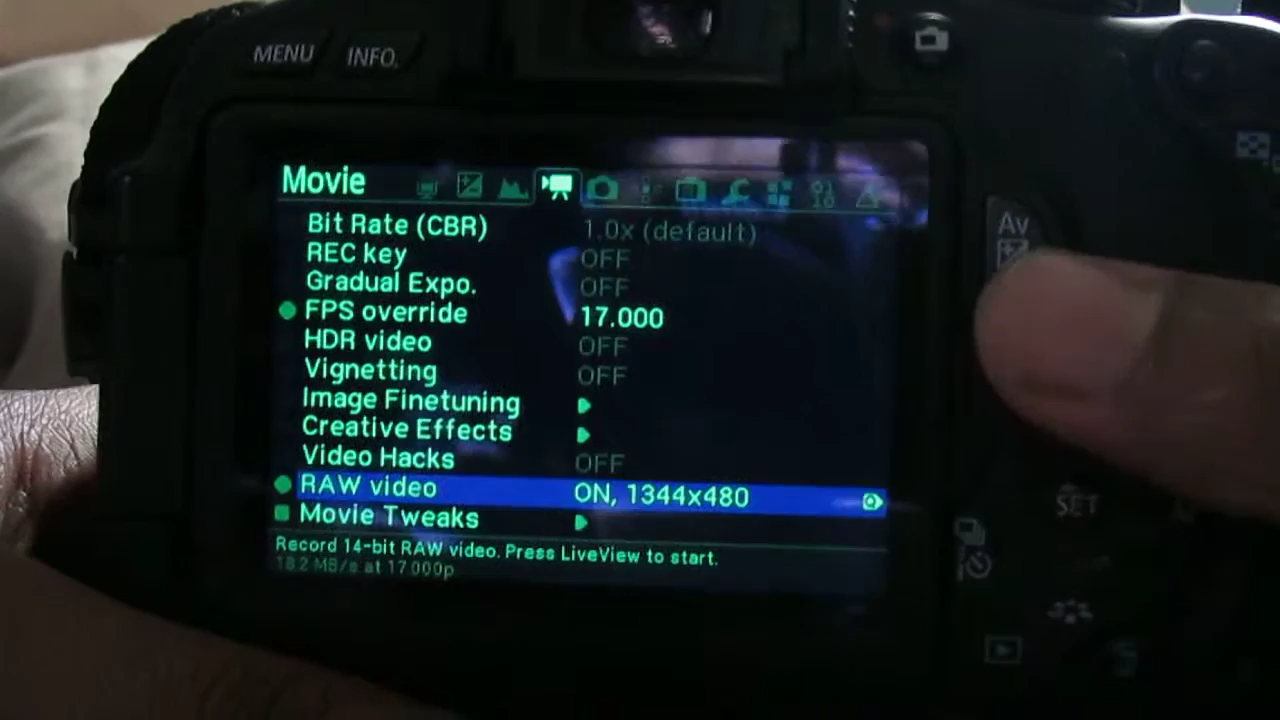 MENU INFO.
Movie
Bit Rate (CBR) 1.0x (default)
REC key OFF
Gradual Expo. OFF
FPS override 17.000
HDR video OFF
Vignetting OFF
Image Finetuning
Creative Effects
Video Hacks OFF
RAW video ON, 1344x480
Movie Tweaks
Record 14-bit RAW video. Press LiveView to start.
18.2 MB/s at 17.000p
Av
SET